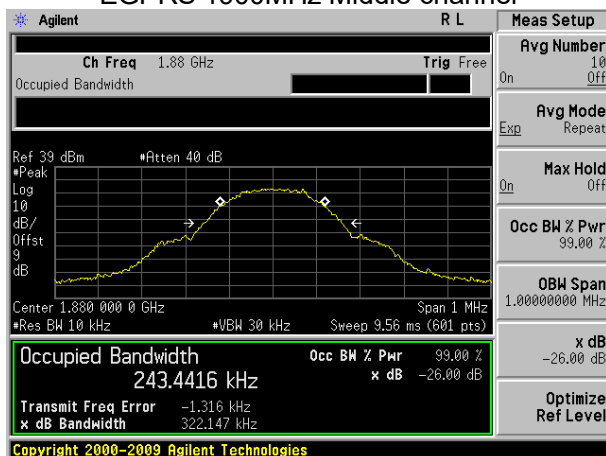 EGPRS 1900MHz Middle channel
Agilent R L
Ch Freq 1.88 GHz Trig Free
Occupied Bandwidth
Ref 39 dBm #Atten 40 dB
#Peak
Log
10
dB/
Offst
9
dB
Center 1.880 000 0 GHz Span 1 MHz
#Res BW 10 kHz #VBW 30 kHz Sweep 9.56 ms (601 pts)
Occupied Bandwidth Occ BW % Pwr 99.00 %
243.4416 kHz x dB -26.00 dB
Transmit Freq Error -1.316 kHz
x dB Bandwidth 322.147 kHz
Copyright 2000-2009 Agilent Technologies
Meas Setup
Avg Number
10
On Off
Avg Mode
Exp Repeat
Max Hold
On Off
Occ BW % Pwr
99.00 %
OBW Span
1.00000000 MHz
x dB
-26.00 dB
Optimize
Ref Level